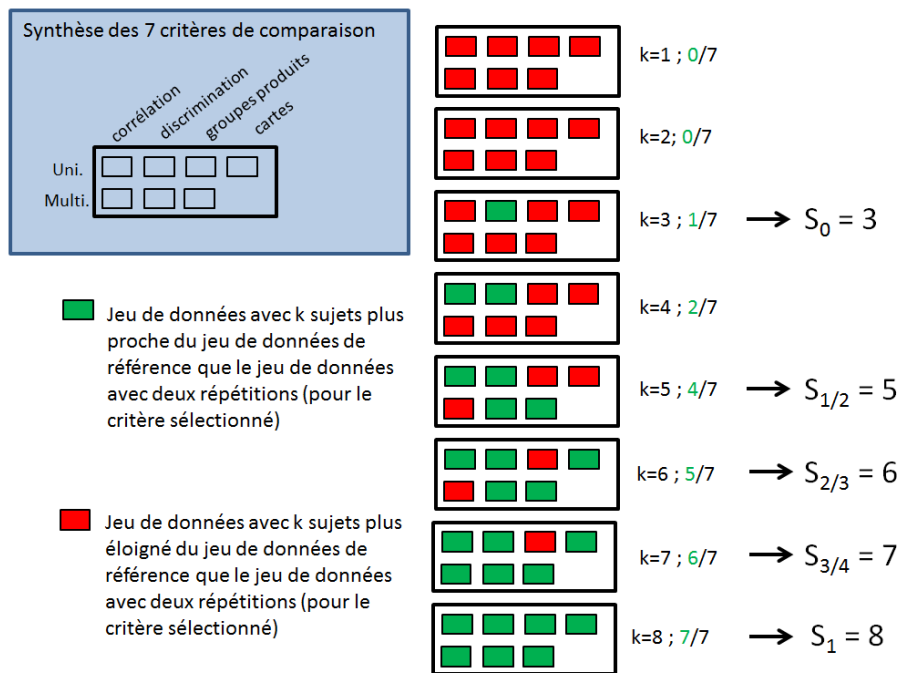 Synthèse des 7 critères de comparaison
corrélation
discrimination
groupes produits
cartes
Uni.
Multi.
Jeu de données avec k sujets plus
proche du jeu de données de
référence que le jeu de données
avec deux répétitions (pour le
critère sélectionné)
Jeu de données avec k sujets plus
éloigné du jeu de données de
référence que le jeu de données
avec deux répétitions (pour le
critère sélectionné)
k=1 ; 0/7
k=2; 0/7
k=3 ; 1/7 → S0 = 3
k=4 ; 2/7
k=5 ; 4/7 → S1/2 = 5
k=6 ; 5/7 → S2/3 = 6
k=7 ; 6/7 → S3/4 = 7
k=8 ; 7/7 → S1 = 8